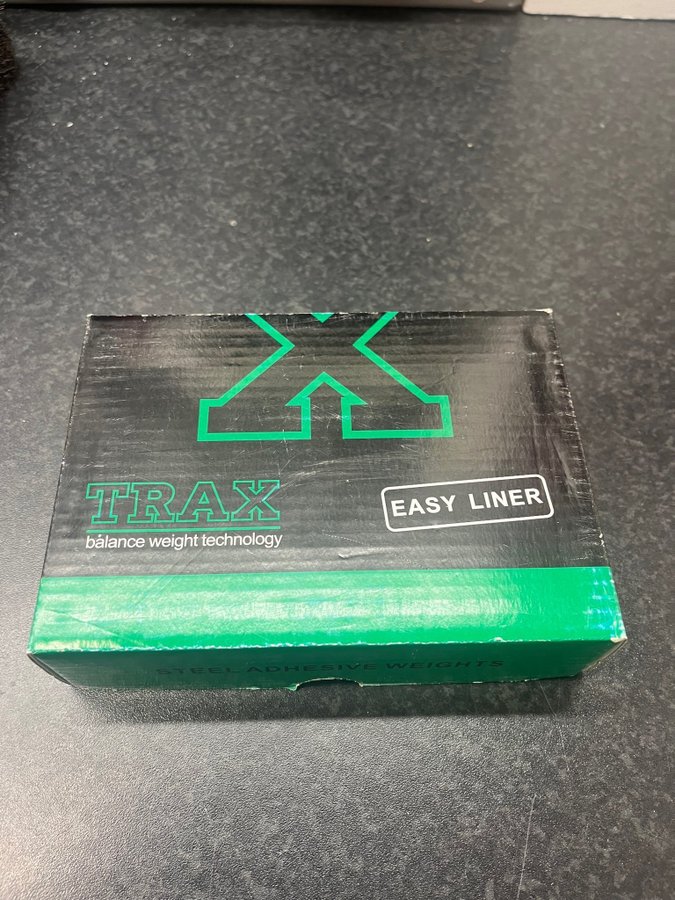 TRAX
balance weight technology
EASY LINER
STEEL ADHESIVE WEIGHTS